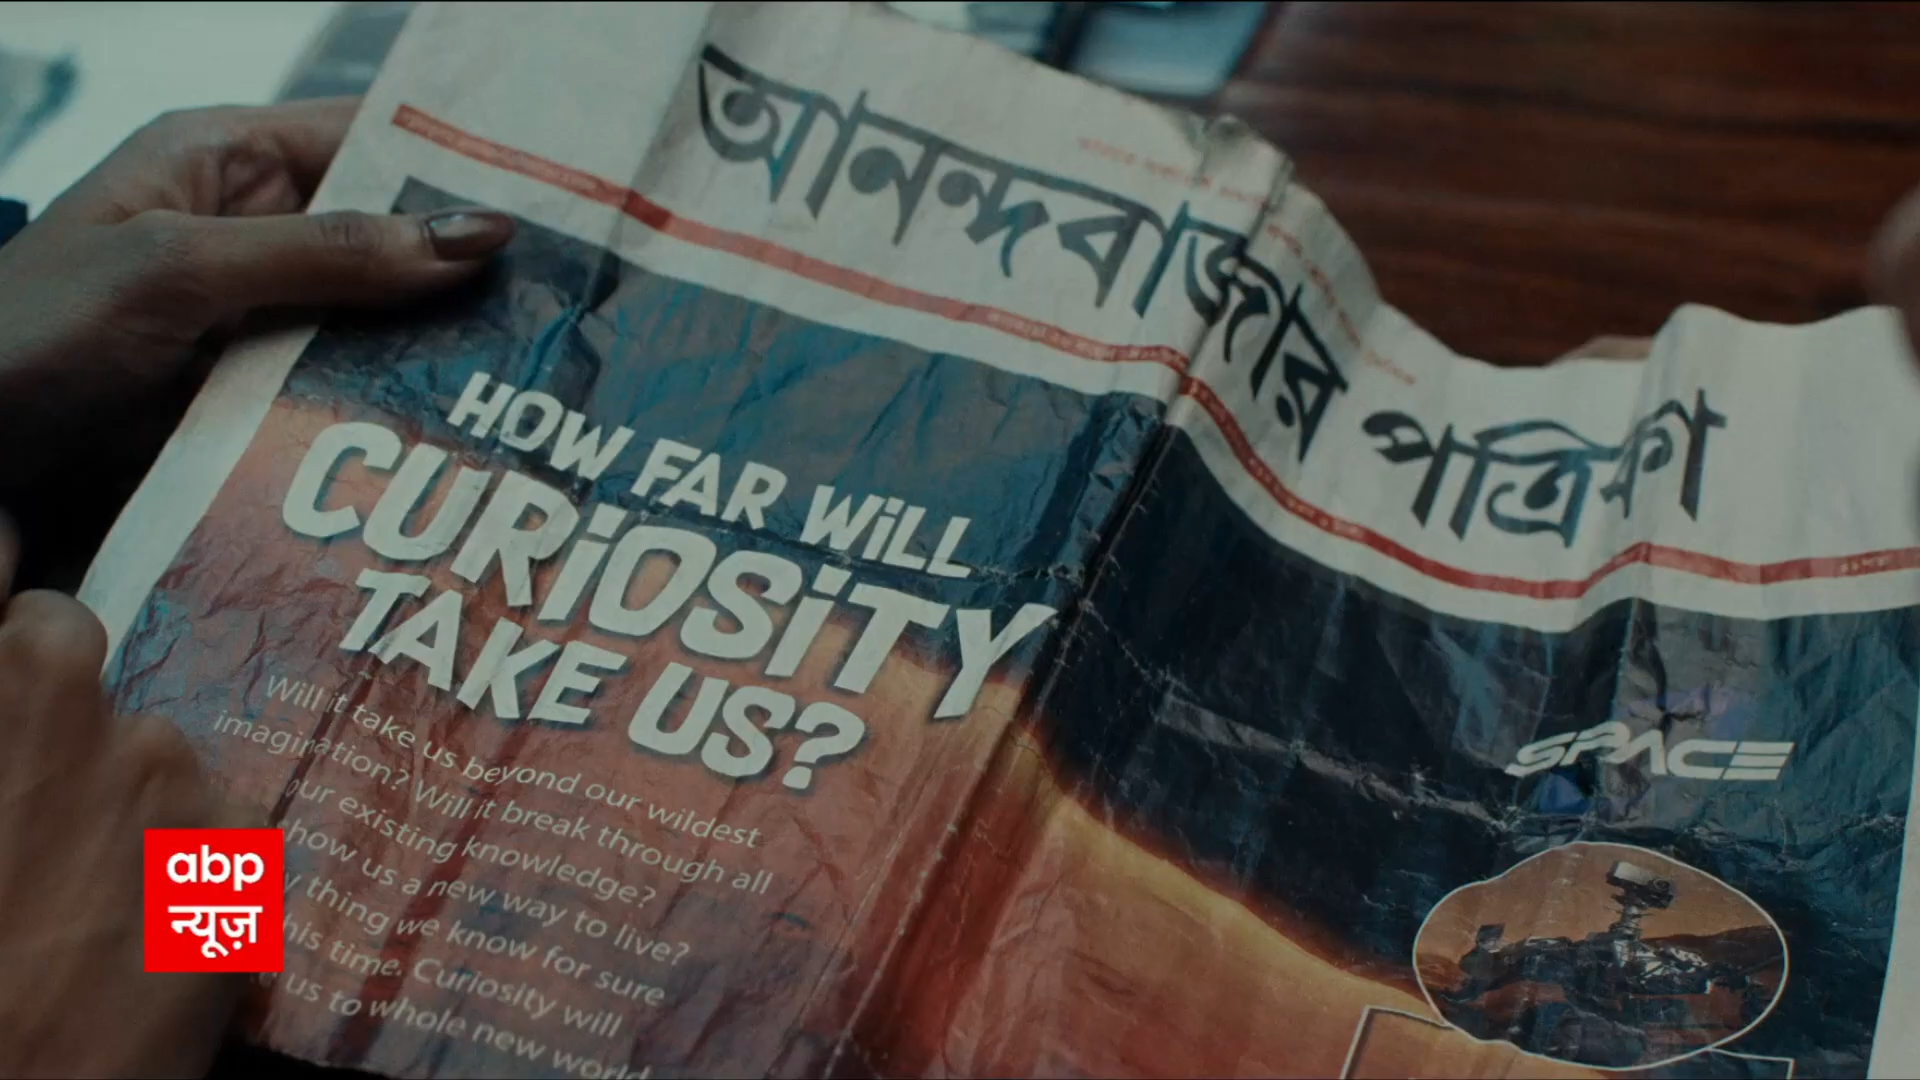 আনন্দবাজার পত্রিকা
HOW FAR WiLL
CURiOSiTY
TAKE US?
Will it take us beyond our wildest
imagination? Will it break through all
our existing knowledge?
how us a new way to live?
thing we know for sure
his time. Curiosity will
us to whole new world
SPACE
abp
न्यूज़